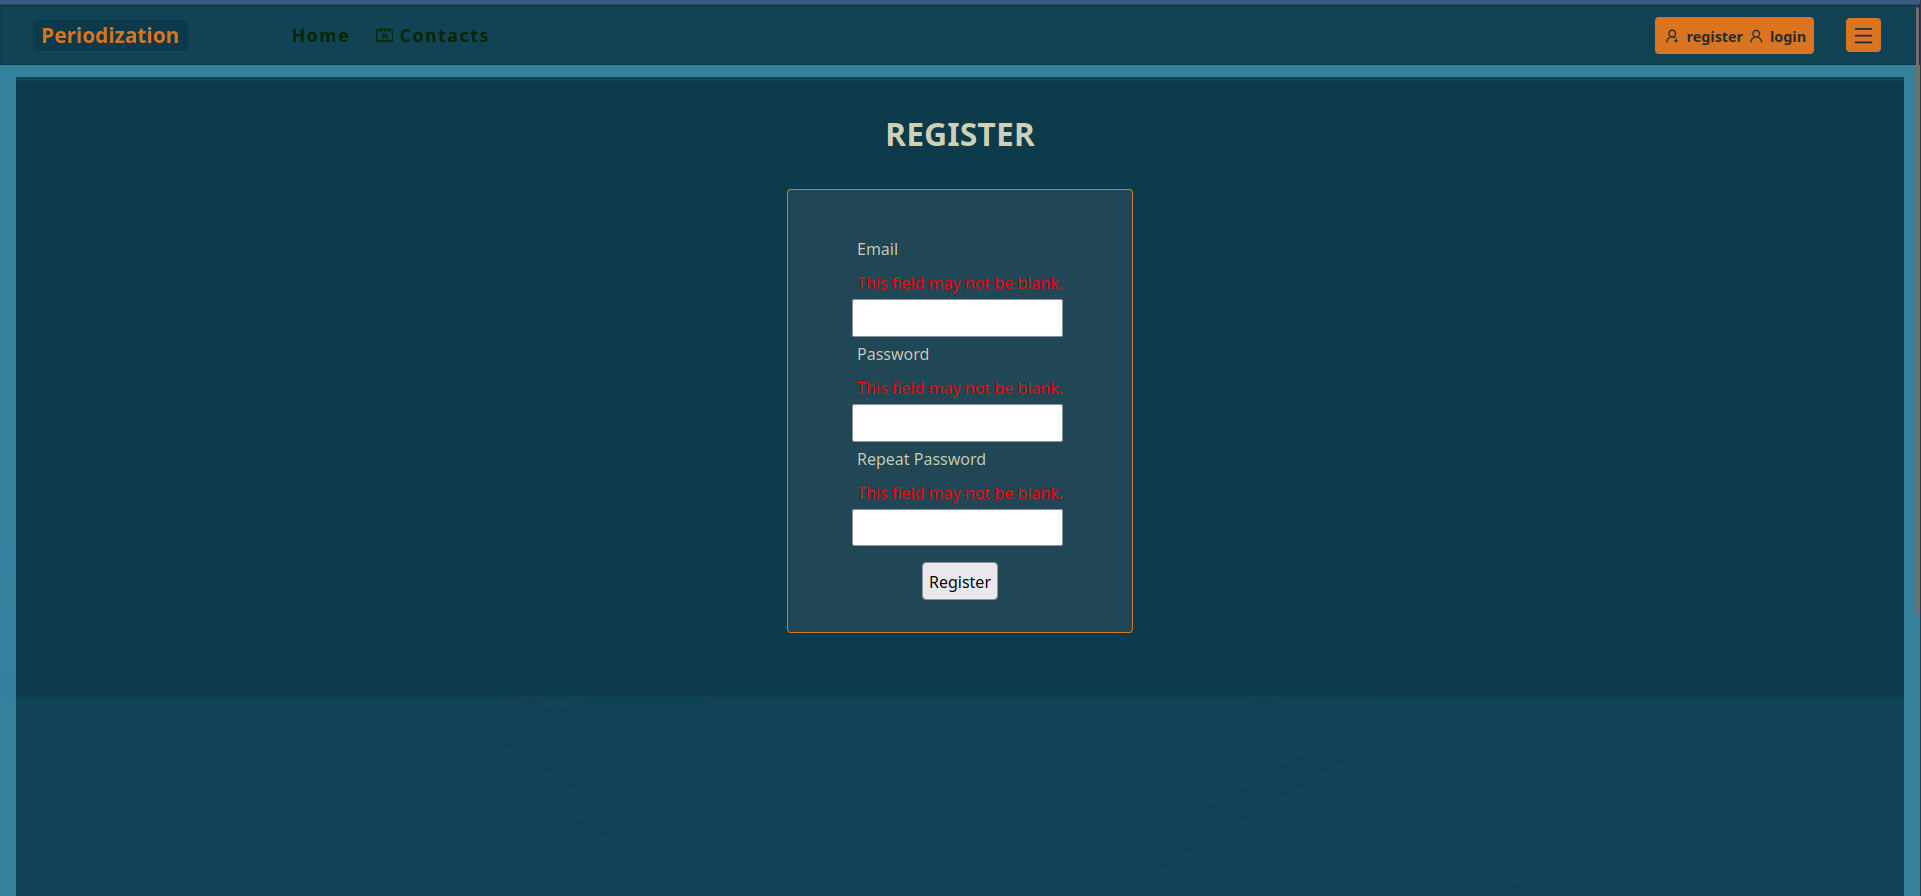 Periodization Home Contacts register login
REGISTER
Email
This field may not be blank.
Password
This field may not be blank.
Repeat Password
This field may not be blank.
Register